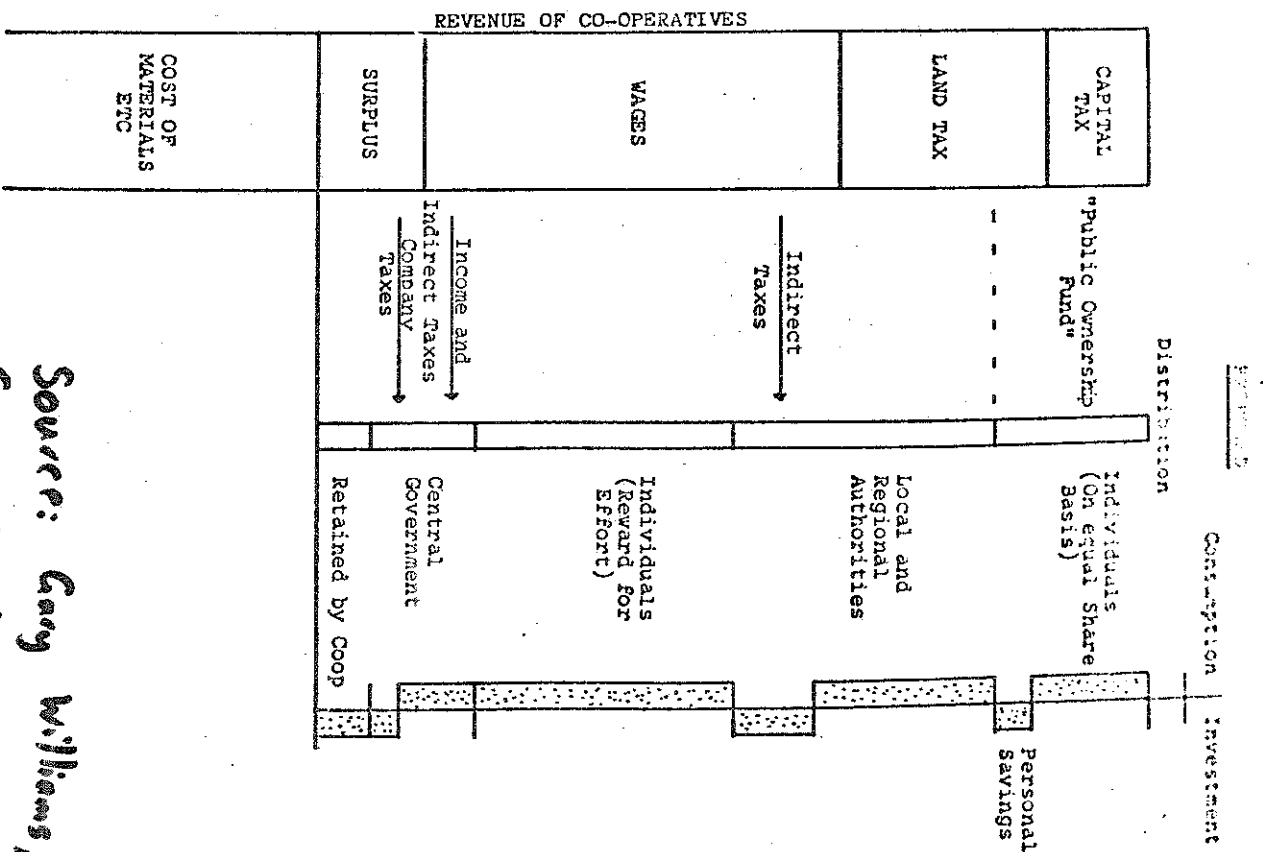 REVENUE OF CO-OPERATIVES
CAPITAL
TAX
LAND TAX
WAGES
SURPLUS
COST OF
MATERIALS
ETC
"Public Ownership
Fund"
Indirect
Taxes
Income and
Indirect Taxes
Company
Taxes
Distribution
Individuals
(On equal Share
Basis)
Local and
Regional
Authorities
Individuals
(Reward for
Effort)
Central
Government
Retained by Coop
Consumption
Investment
Personal
Savings
Source: Gary Williams,